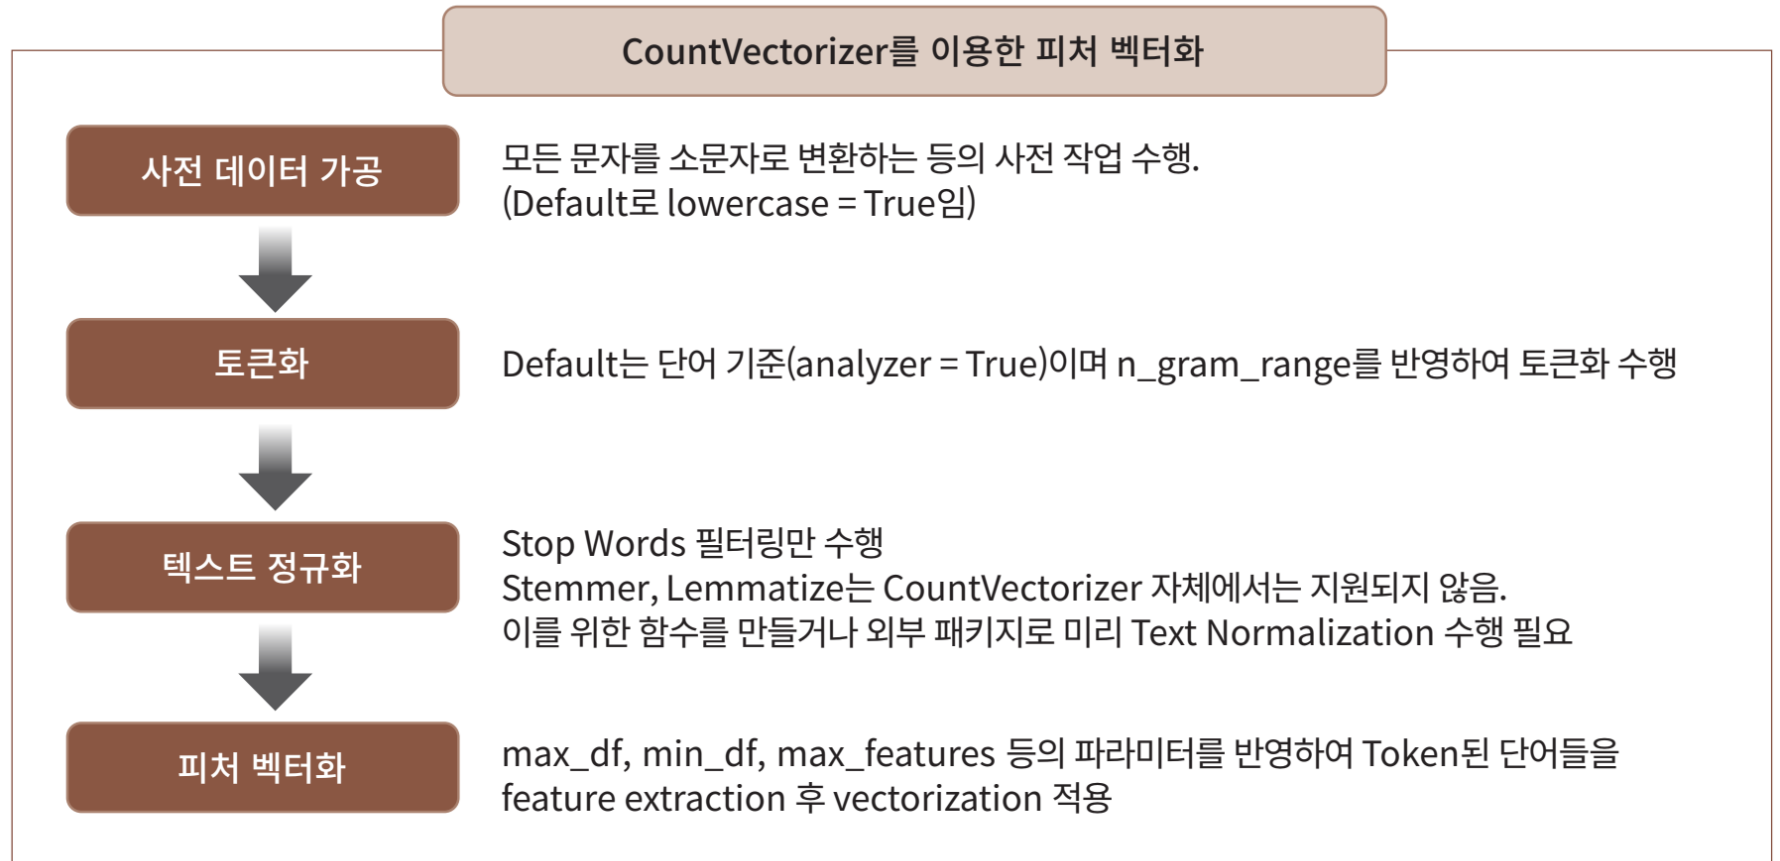 CountVectorizer를 이용한 피처 벡터화
사전 데이터 가공
모든 문자를 소문자로 변환하는 등의 사전 작업 수행.
(Default로 lowercase = True임)
토큰화
Default는 단어 기준(analyzer = True)이며 n_gram_range를 반영하여 토큰화 수행
텍스트 정규화
Stop Words 필터링만 수행
Stemmer, Lemmatize는 CountVectorizer 자체에서는 지원되지 않음.
이를 위한 함수를 만들거나 외부 패키지로 미리 Text Normalization 수행 필요
피처 벡터화
max_df, min_df, max_features 등의 파라미터를 반영하여 Token된 단어들을
feature extraction 후 vectorization 적용